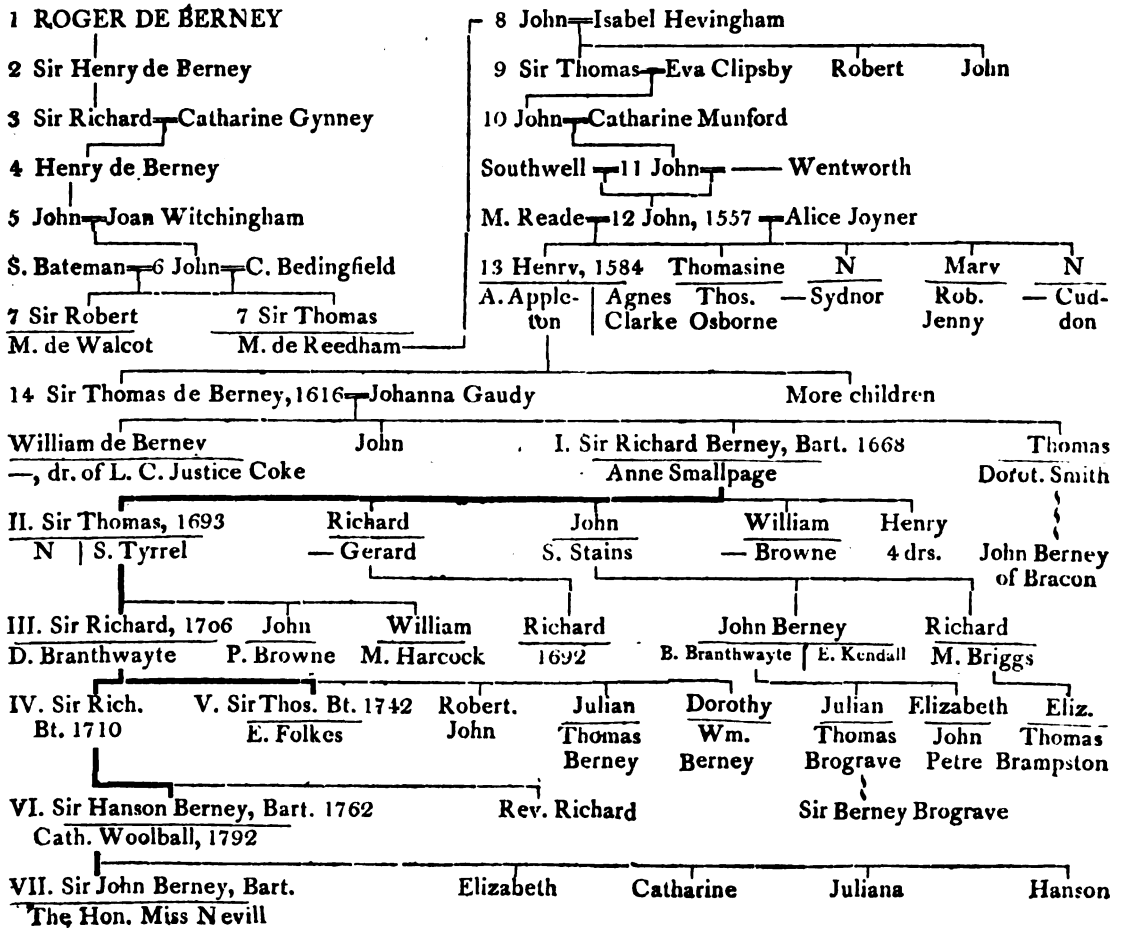 1 ROGER DE BERNEY
2 Sir Henry de Berney
3 Sir Richard Catharine Gynney
4 Henry de Berney
5 John Joan Witchingham
S. Bateman 6 John C. Bedingfield
7 Sir Robert 7 Sir Thomas
M. de Walcot M. de Reedham
8 John Isabel Hevingham
9 Sir Thomas Eva Clipsby Robert John
10 John Catharine Munford
Southwell 11 John — Wentworth
M. Reade 12 John, 1557 Alice Joyner
13 Henry, 1584 Thomasine N Mary N
A. Apple- Agnes Thos. — Sydnor Rob. — Cud-
ton Clarke Osborne Jenny don
14 Sir Thomas de Berney, 1616 Johanna Gaudy More children
William de Berney John I. Sir Richard Berney, Bart. 1668 Thomas
—, dr. of L. C. Justice Coke Anne Smallpage Dorot. Smith
II. Sir Thomas, 1693 Richard John William Henry
N | S. Tyrrel — Gerard S. Stains — Browne 4 drs. John Berney
of Bracon
III. Sir Richard, 1706 John William Richard John Berney Richard
D. Branthwayte P. Browne M. Harcock 1692 B. Branthwayte | E. Kendall M. Briggs
IV. Sir Rich. V. Sir Thos. Bt. 1742 Robert. Julian Dorothy Julian Elizabeth Eliz.
Bt. 1710 E. Folkes John Thomas Wm. Thomas John Thomas
Berney Berney Brograve Petre Brampston
VI. Sir Hanson Berney, Bart. 1762 Rev. Richard Sir Berney Brograve
Cath. Woolball, 1792
VII. Sir John Berney, Bart. Elizabeth Catharine Juliana Hanson
The Hon. Miss Nevill